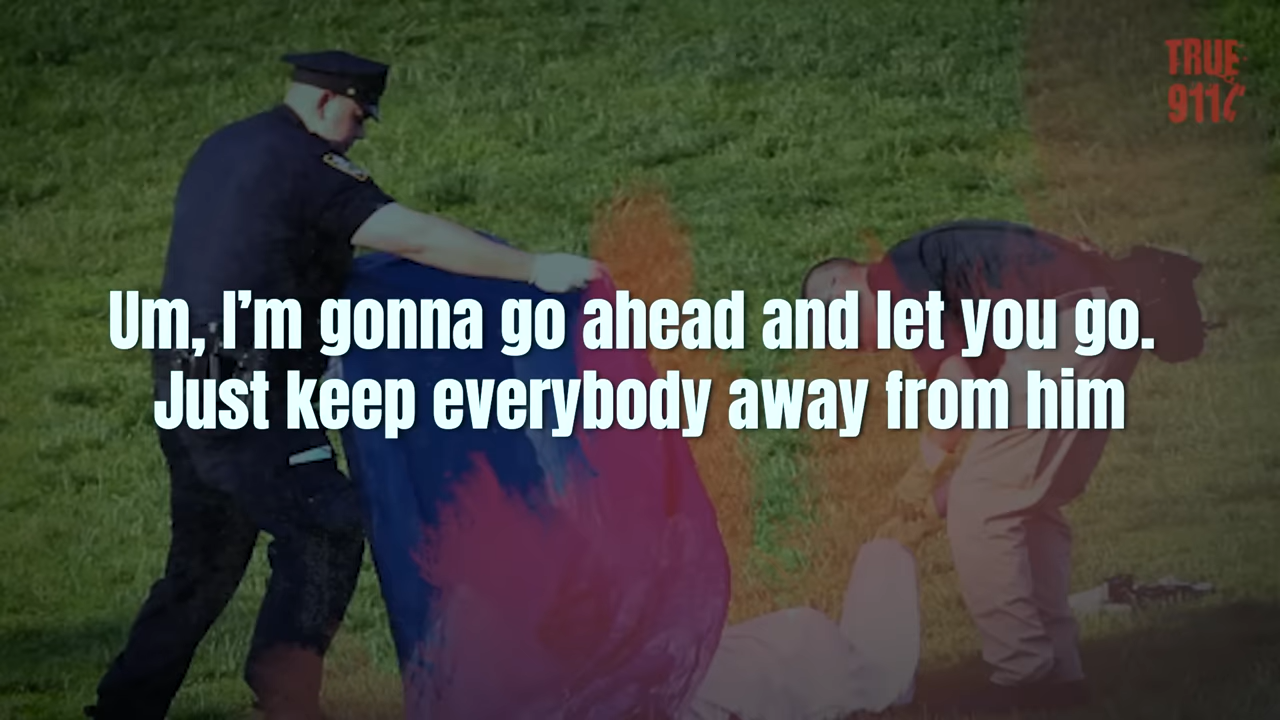 TRUE
911
Um, I’m gonna go ahead and let you go.
Just keep everybody away from him